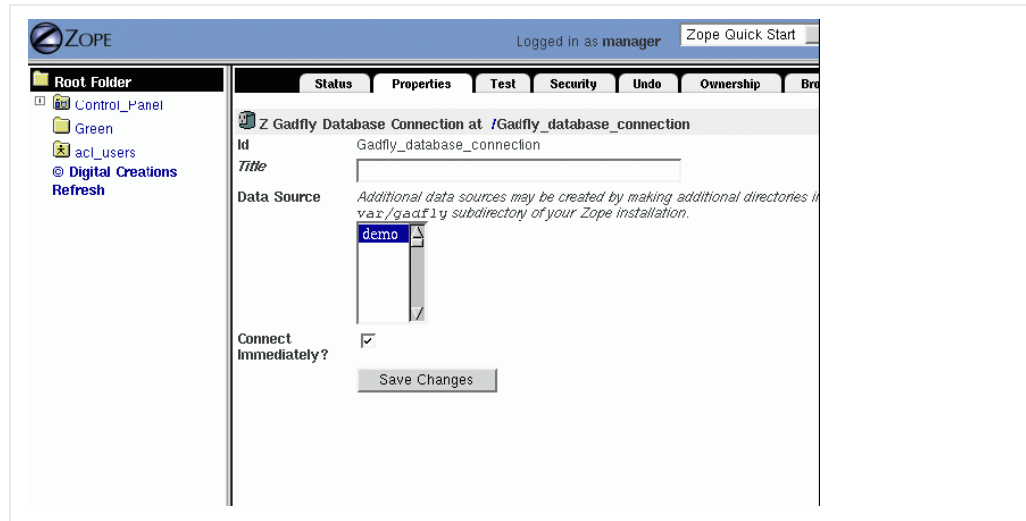 ZOPE
Logged in as manager
Zope Quick Start
Root Folder
Control_Panel
Green
acl_users
© Digital Creations
Refresh
Status Properties Test Security Undo Ownership Bro
Z Gadfly Database Connection at /Gadfly_database_connection
Id Gadfly_database_connection
Title
Data Source Additional data sources may be created by making additional directories i
var/gadfly subdirectory of your Zope installation.
demo
Connect
Immediately?
Save Changes